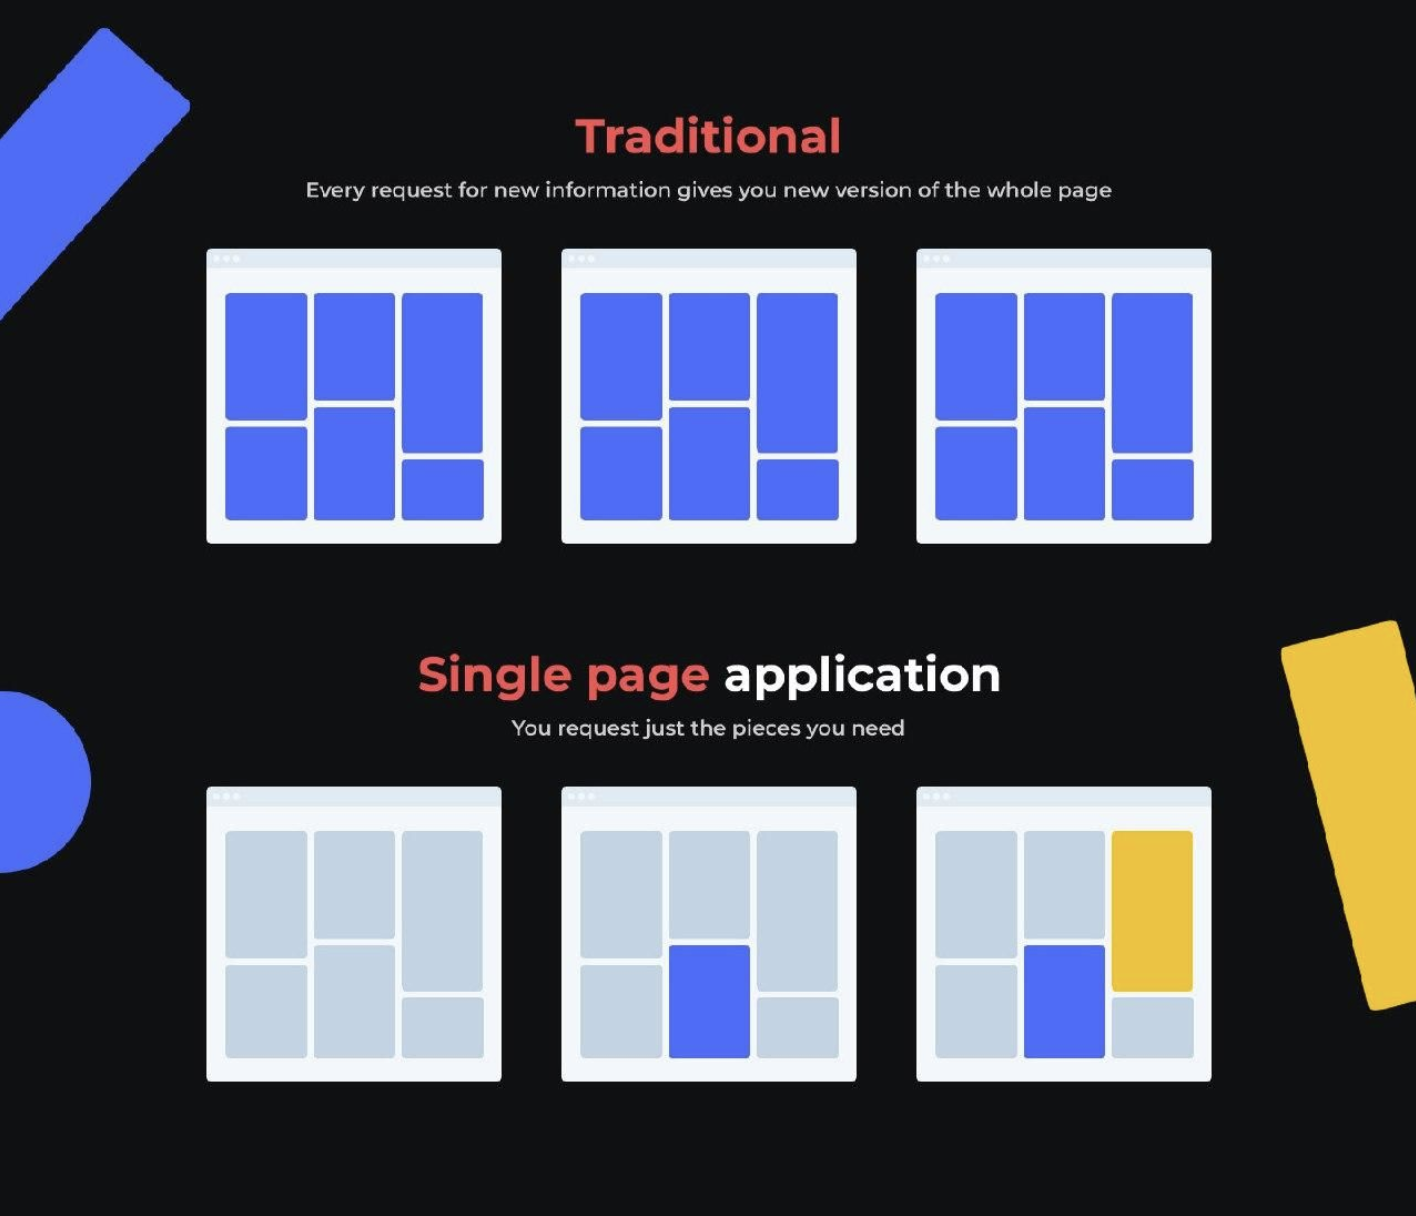 Traditional
Every request for new information gives you new version of the whole page
Single page application
You request just the pieces you need